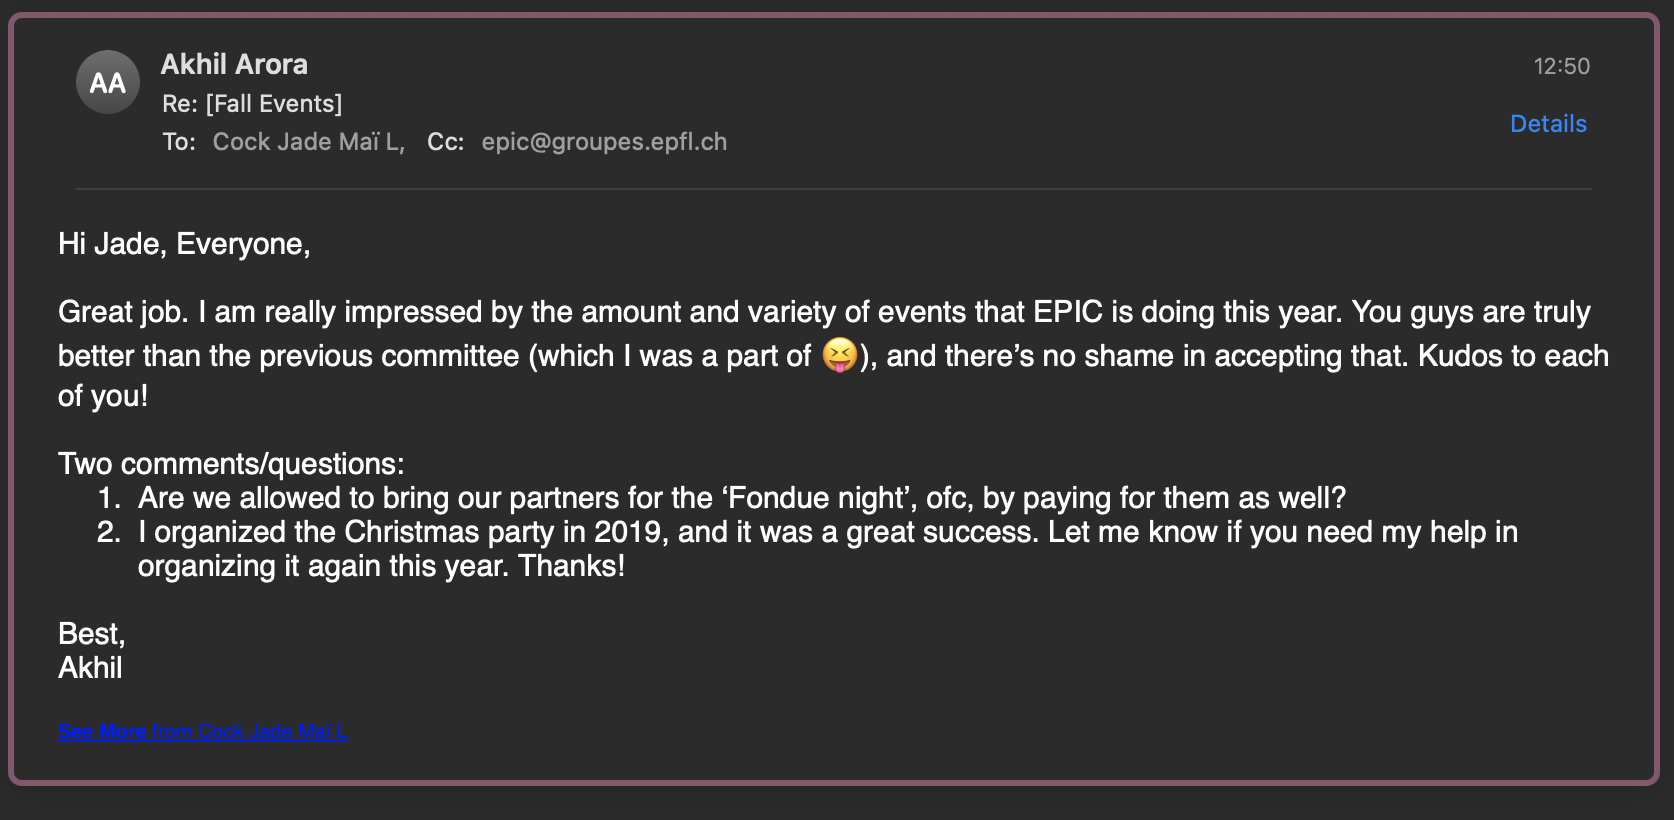 AA
Akhil Arora
12:50
Re: [Fall Events]
Details
To: Cock Jade Maï L, Cc: epic@groupes.epfl.ch
Hi Jade, Everyone,
Great job. I am really impressed by the amount and variety of events that EPIC is doing this year. You guys are truly
better than the previous committee (which I was a part of 😝), and there’s no shame in accepting that. Kudos to each
of you!
Two comments/questions:
1. Are we allowed to bring our partners for the ‘Fondue night’, ofc, by paying for them as well?
2. I organized the Christmas party in 2019, and it was a great success. Let me know if you need my help in
organizing it again this year. Thanks!
Best,
Akhil
See More from Cock Jade Maï L